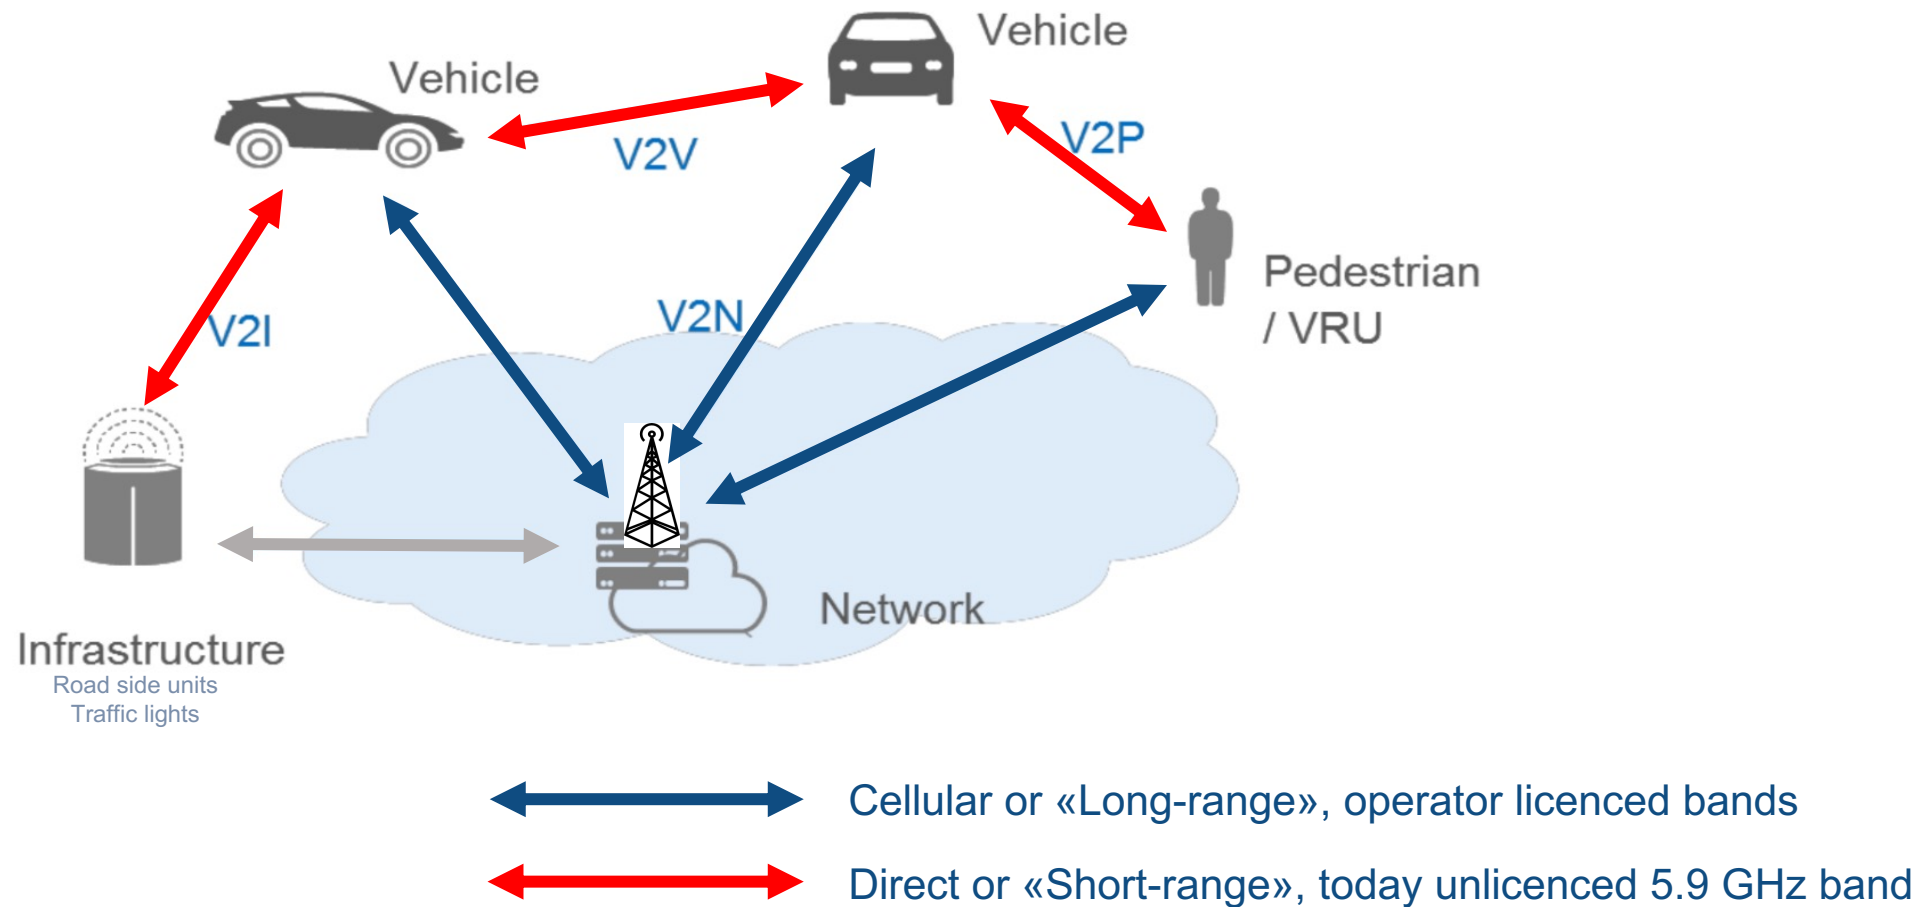 Vehicle
Vehicle
V2V
V2P
Pedestrian
/ VRU
V2I
V2N
Network
Infrastructure
Road side units
Traffic lights
Cellular or «Long-range», operator licenced bands
Direct or «Short-range», today unlicenced 5.9 GHz band